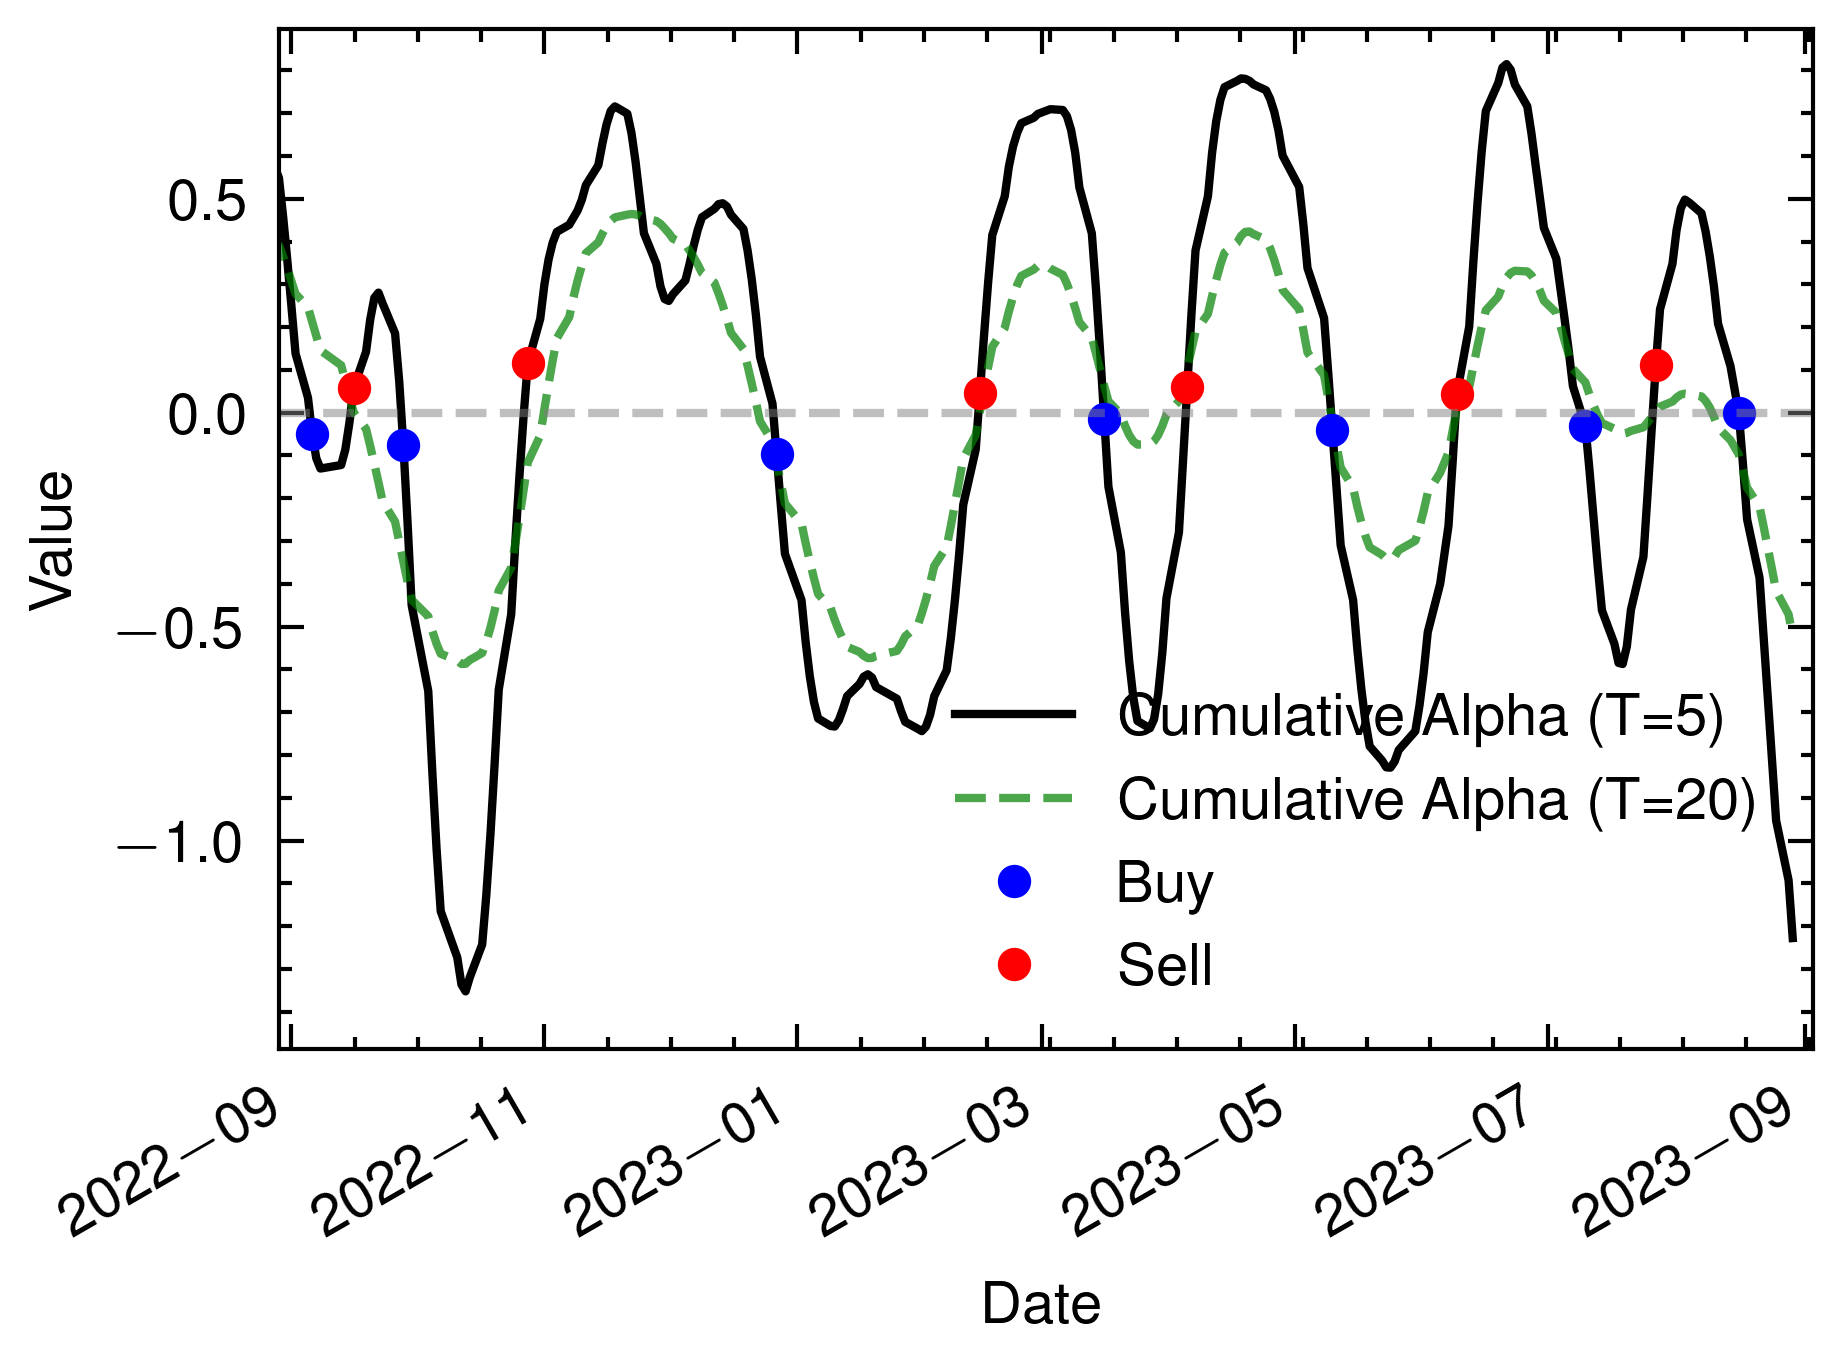 Value
0.5
0.0
−0.5
−1.0
Cumulative Alpha (T=5)
Cumulative Alpha (T=20)
Buy
Sell
2022−09
2022−11
2023−01
2023−03
2023−05
2023−07
2023−09
Date